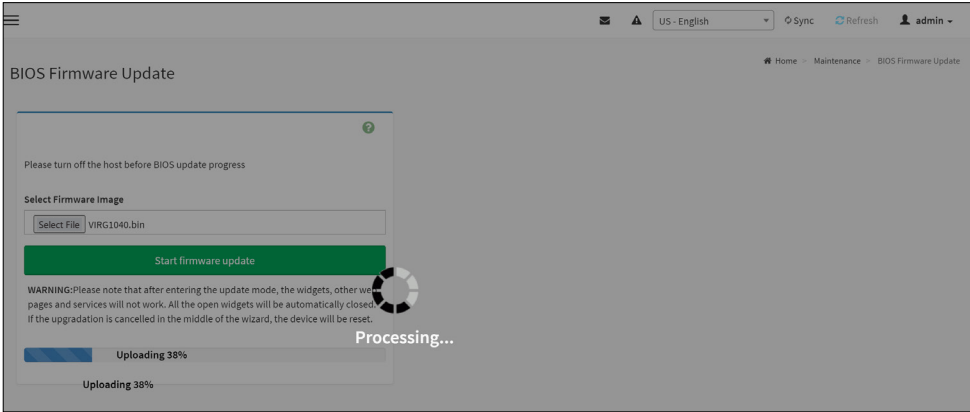 US - English Sync Refresh admin
BIOS Firmware Update
Home > Maintenance > BIOS Firmware Update
Please turn off the host before BIOS update progress
Select Firmware Image
Select File VIRG1040.bin
Start firmware update
WARNING:Please note that after entering the update mode, the widgets, other we
pages and services will not work. All the open widgets will be automatically closed.
If the upgradation is cancelled in the middle of the wizard, the device will be reset.
Processing...
Uploading 38%
Uploading 38%